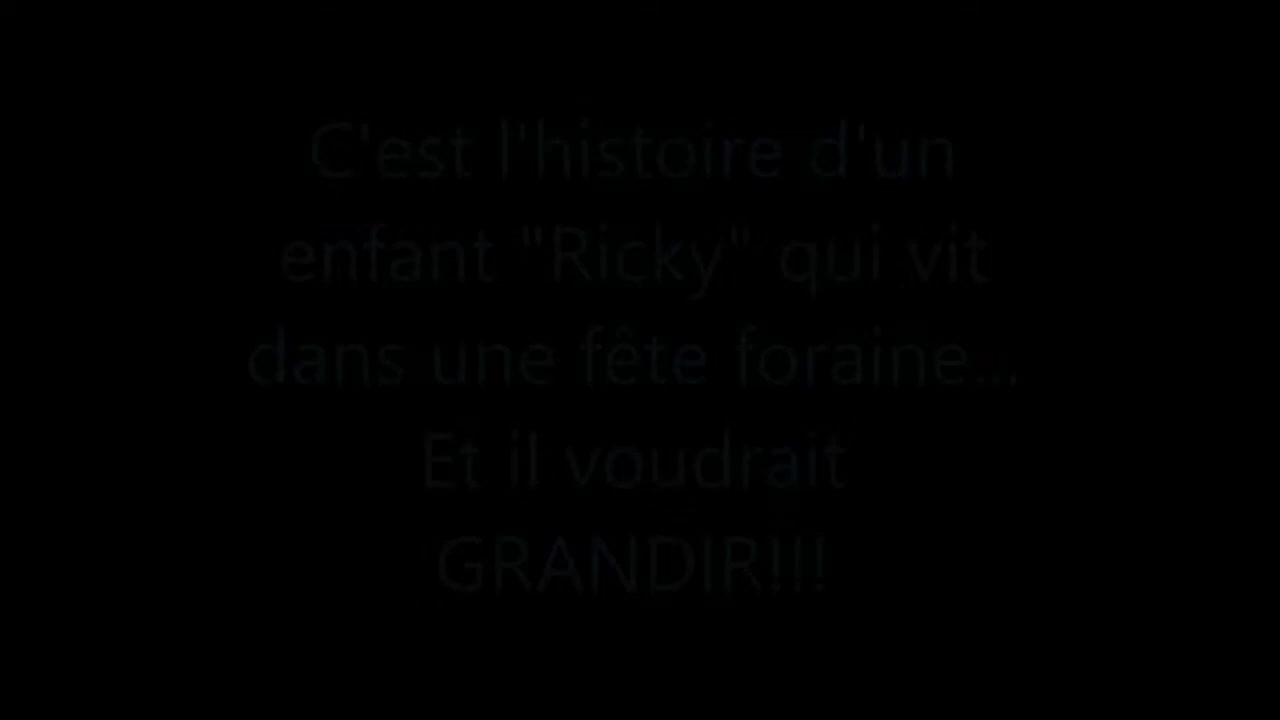 C'est l'histoire d'un
enfant "Ricky" qui vit
dans une fête foraine...
Et il voudrait
GRANDIR!!!